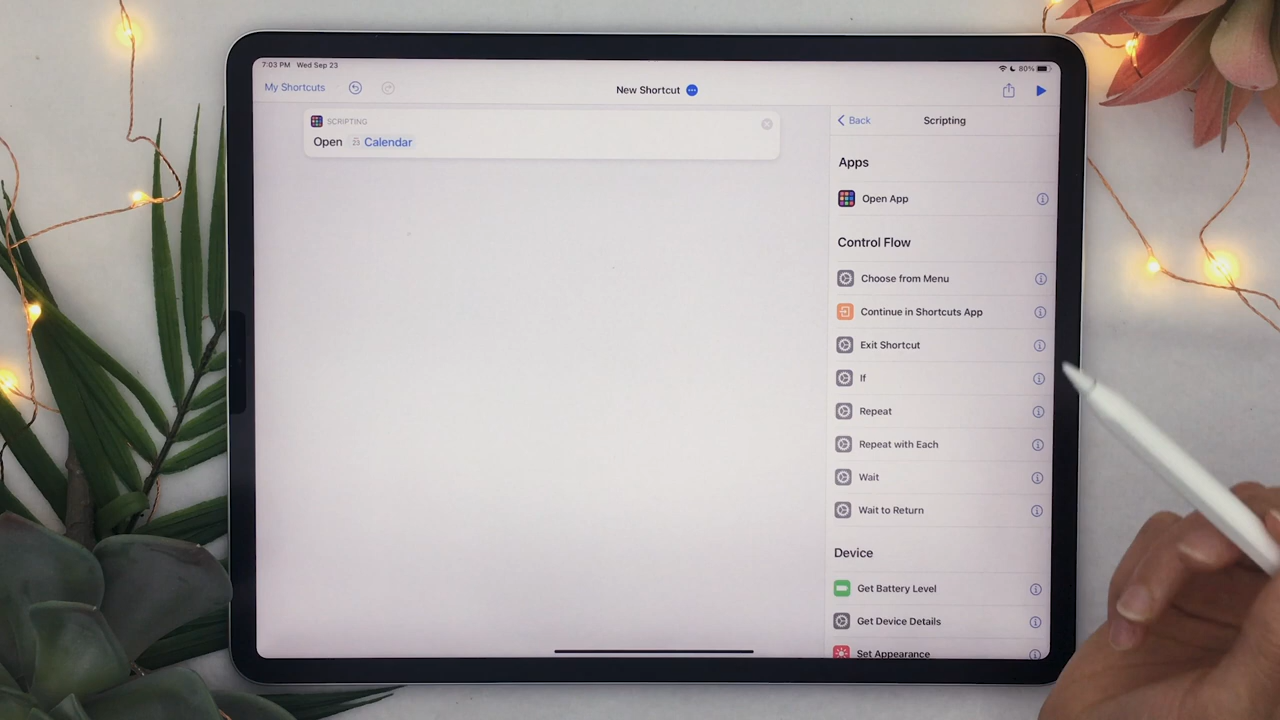 7:03 PM Wed Sep 23
80%
My Shortcuts
New Shortcut
SCRIPTING
Open Calendar
Back
Scripting
Apps
Open App
Control Flow
Choose from Menu
Continue in Shortcuts App
Exit Shortcut
If
Repeat
Repeat with Each
Wait
Wait to Return
Device
Get Battery Level
Get Device Details
Set Appearance